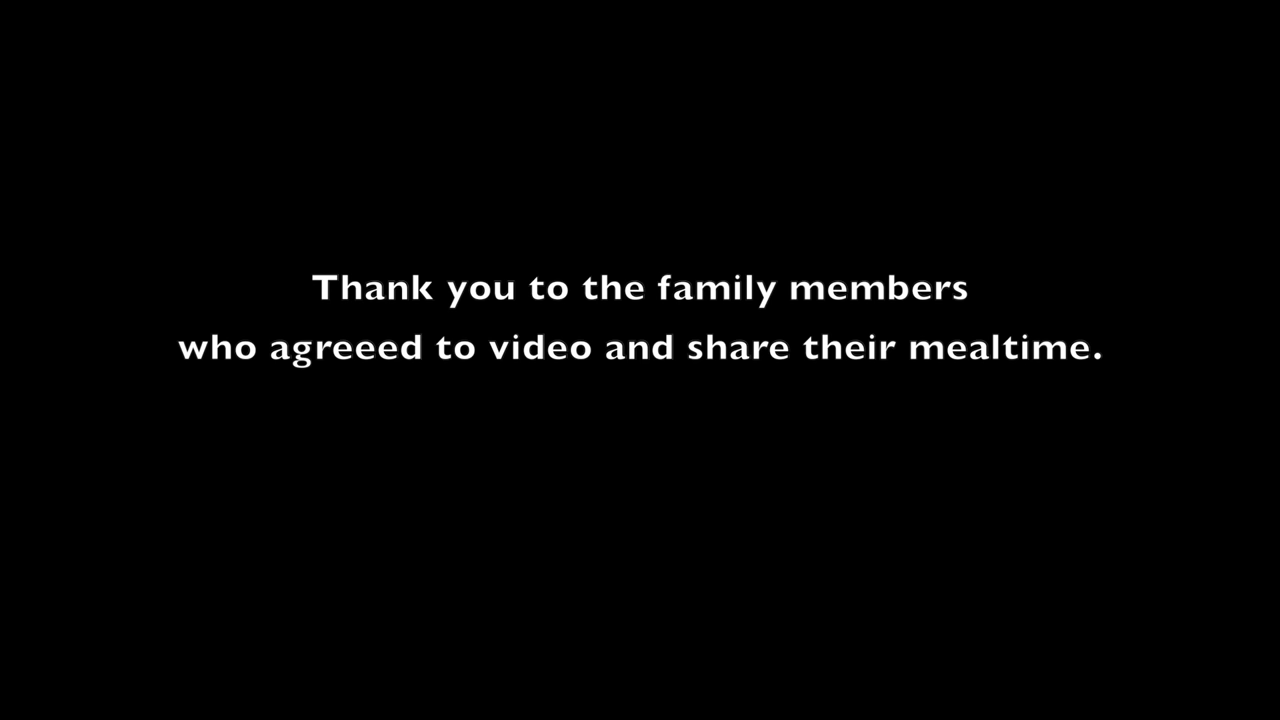 Thank you to the family members
who agreeed to video and share their mealtime.